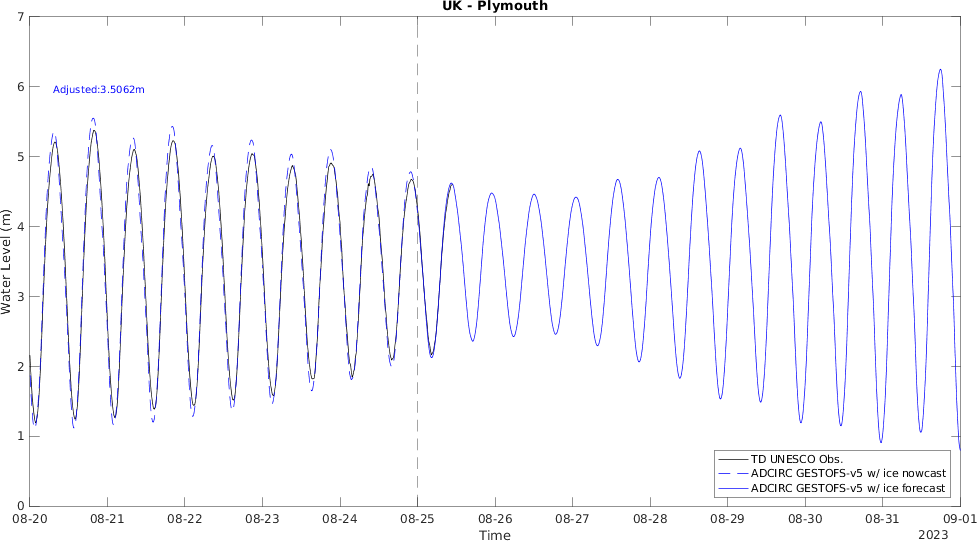 UK - Plymouth
7
6
5
4
3
2
1
0
Water Level (m)
Adjusted:3.5062m
TD UNESCO Obs.
ADCIRC GESTOFS-v5 w/ ice nowcast
ADCIRC GESTOFS-v5 w/ ice forecast
08-20 08-21 08-22 08-23 08-24 08-25 08-26 08-27 08-28 08-29 08-30 08-31 09-01
Time
2023